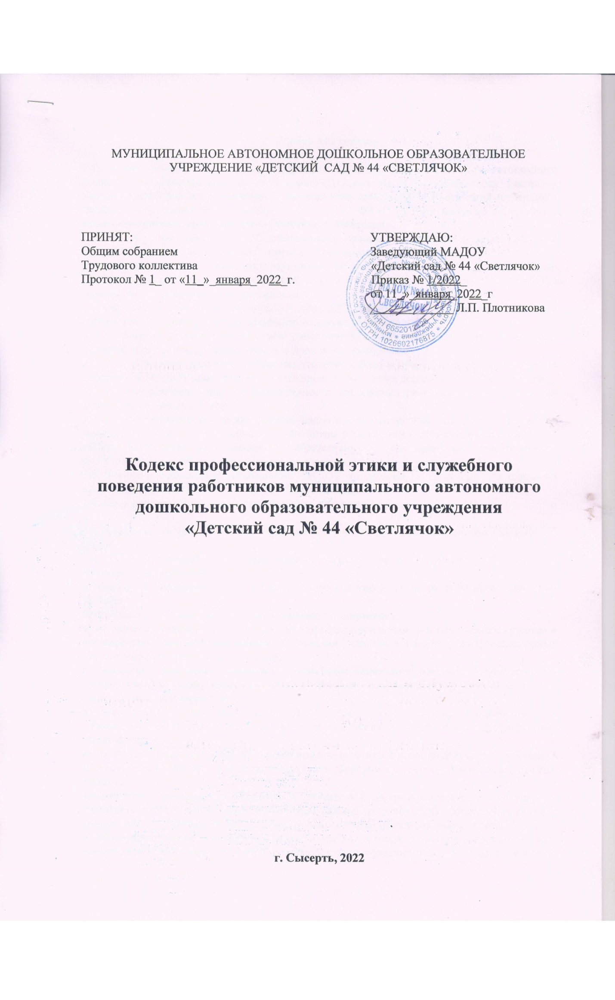 МУНИЦИПАЛЬНОЕ АВТОНОМНОЕ ДОШКОЛЬНОЕ ОБРАЗОВАТЕЛЬНОЕ
УЧРЕЖДЕНИЕ «ДЕТСКИЙ САД № 44 «СВЕТЛЯЧОК»
ПРИНЯТ:
Общим собранием
Трудового коллектива
Протокол № 1_ от «11_»_января_2022_г.
УТВЕРЖДАЮ:
Заведующий МАДОУ
«Детский сад № 44 «Светлячок»
Приказ № 1/2022_
от 11_»_января_2022_г
Л.П. Плотникова
МАДОУ №44
"Светлячок"
ОГРН 1026602176875
Кодекс профессиональной этики и служебного
поведения работников муниципального автономного
дошкольного образовательного учреждения
«Детский сад № 44 «Светлячок»
г. Сысерть, 2022